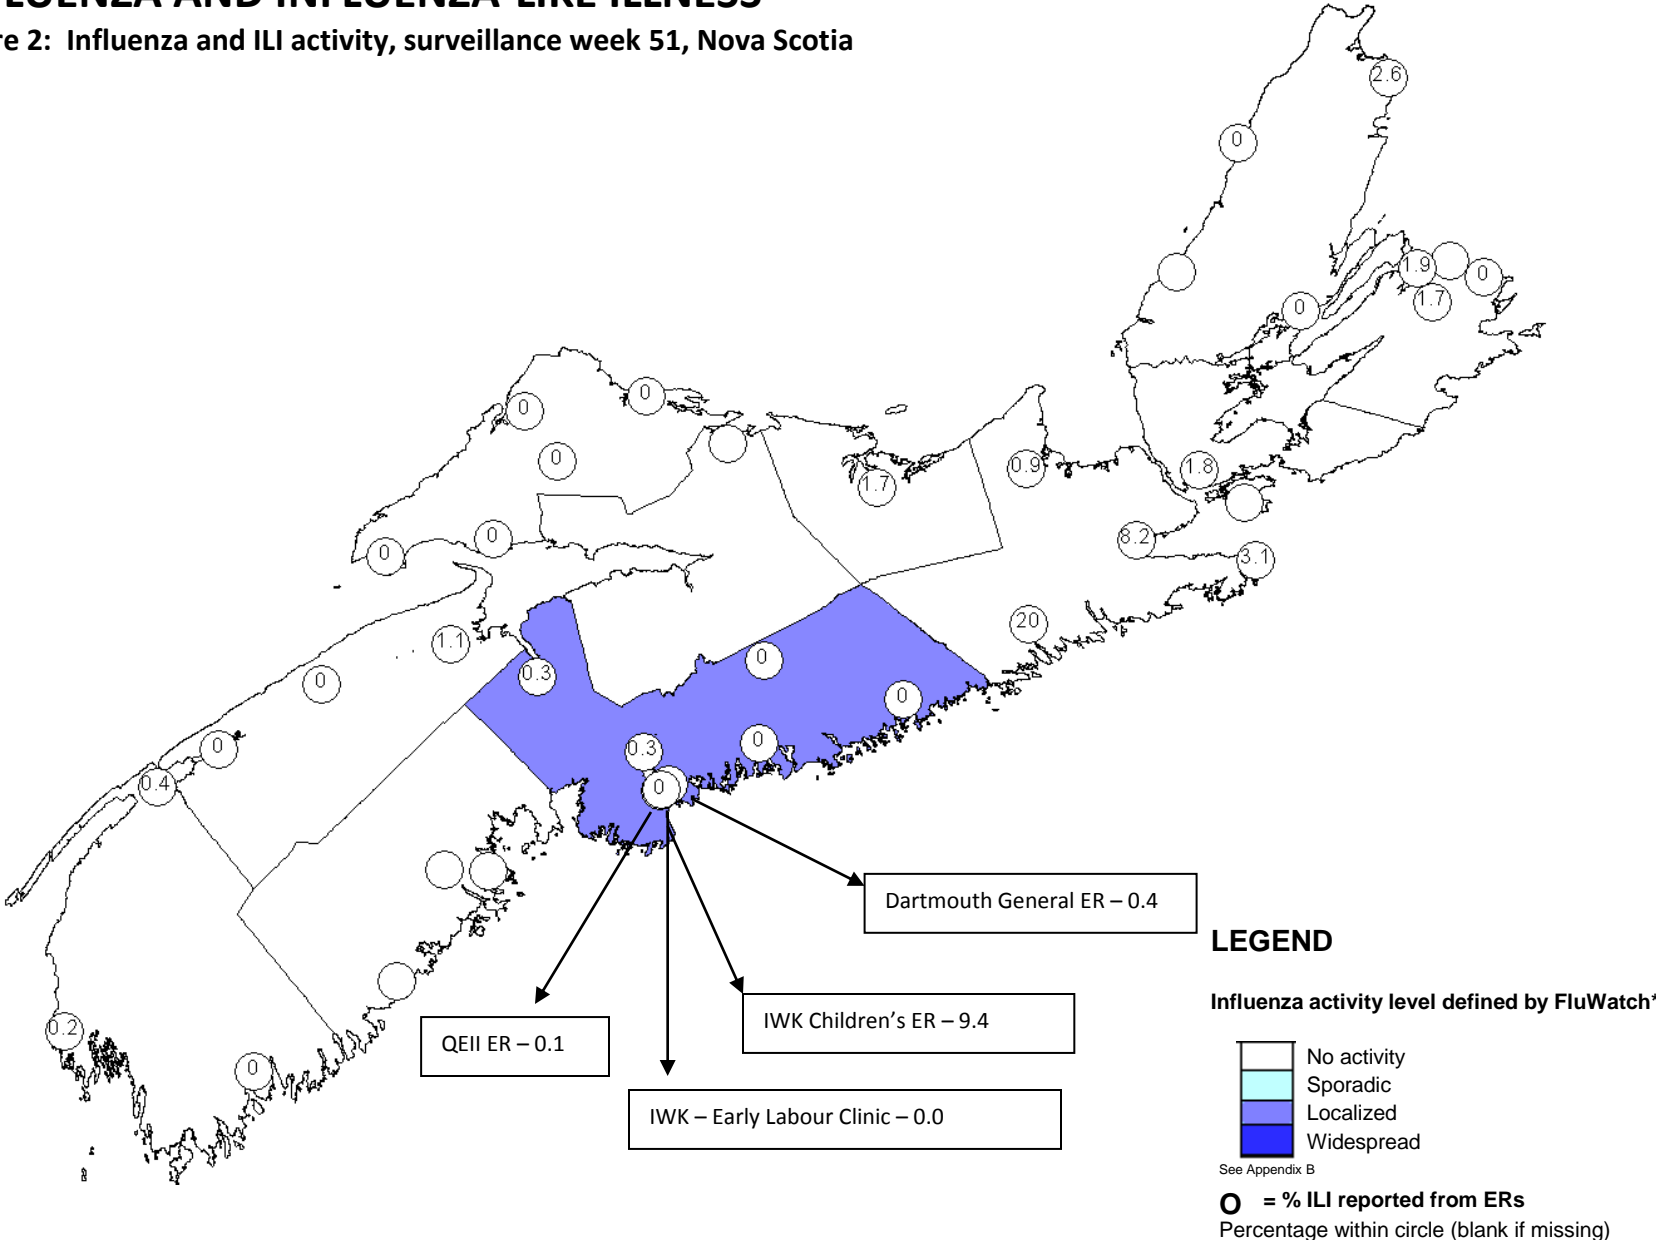 re 2: Influenza and ILI activity, surveillance week 51, Nova Scotia
2.6
0
1.9
0
0
1.7
0
0
0
0.9
1.8
1.7
0
0
8.2
3.1
20
1.1
0
0.3
0
0
0
0.3
0
0.4
0
Dartmouth General ER – 0.4
LEGEND
Influenza activity level defined by FluWatch*
IWK Children's ER – 9.4
QEII ER – 0.1
0.2
0
No activity
Sporadic
IWK – Early Labour Clinic – 0.0
Localized
Widespread
See Appendix B
O = % ILI reported from ERs
Percentage within circle (blank if missing)